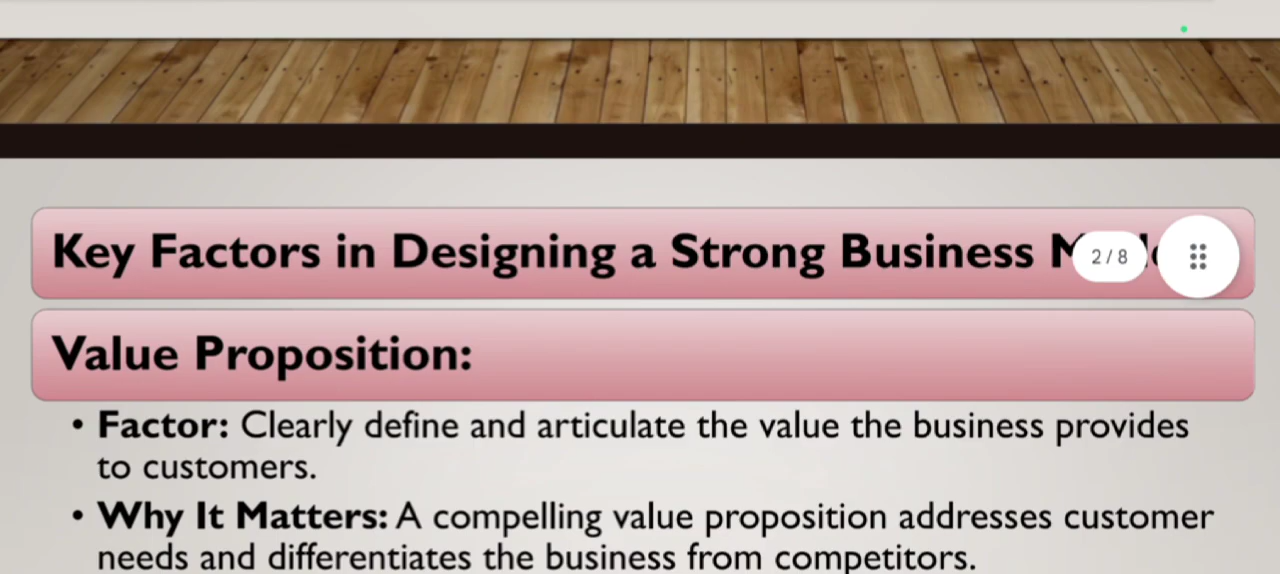 Key Factors in Designing a Strong Business
2 / 8
Value Proposition:
• Factor: Clearly define and articulate the value the business provides
to customers.
• Why It Matters: A compelling value proposition addresses customer
needs and differentiates the business from competitors.